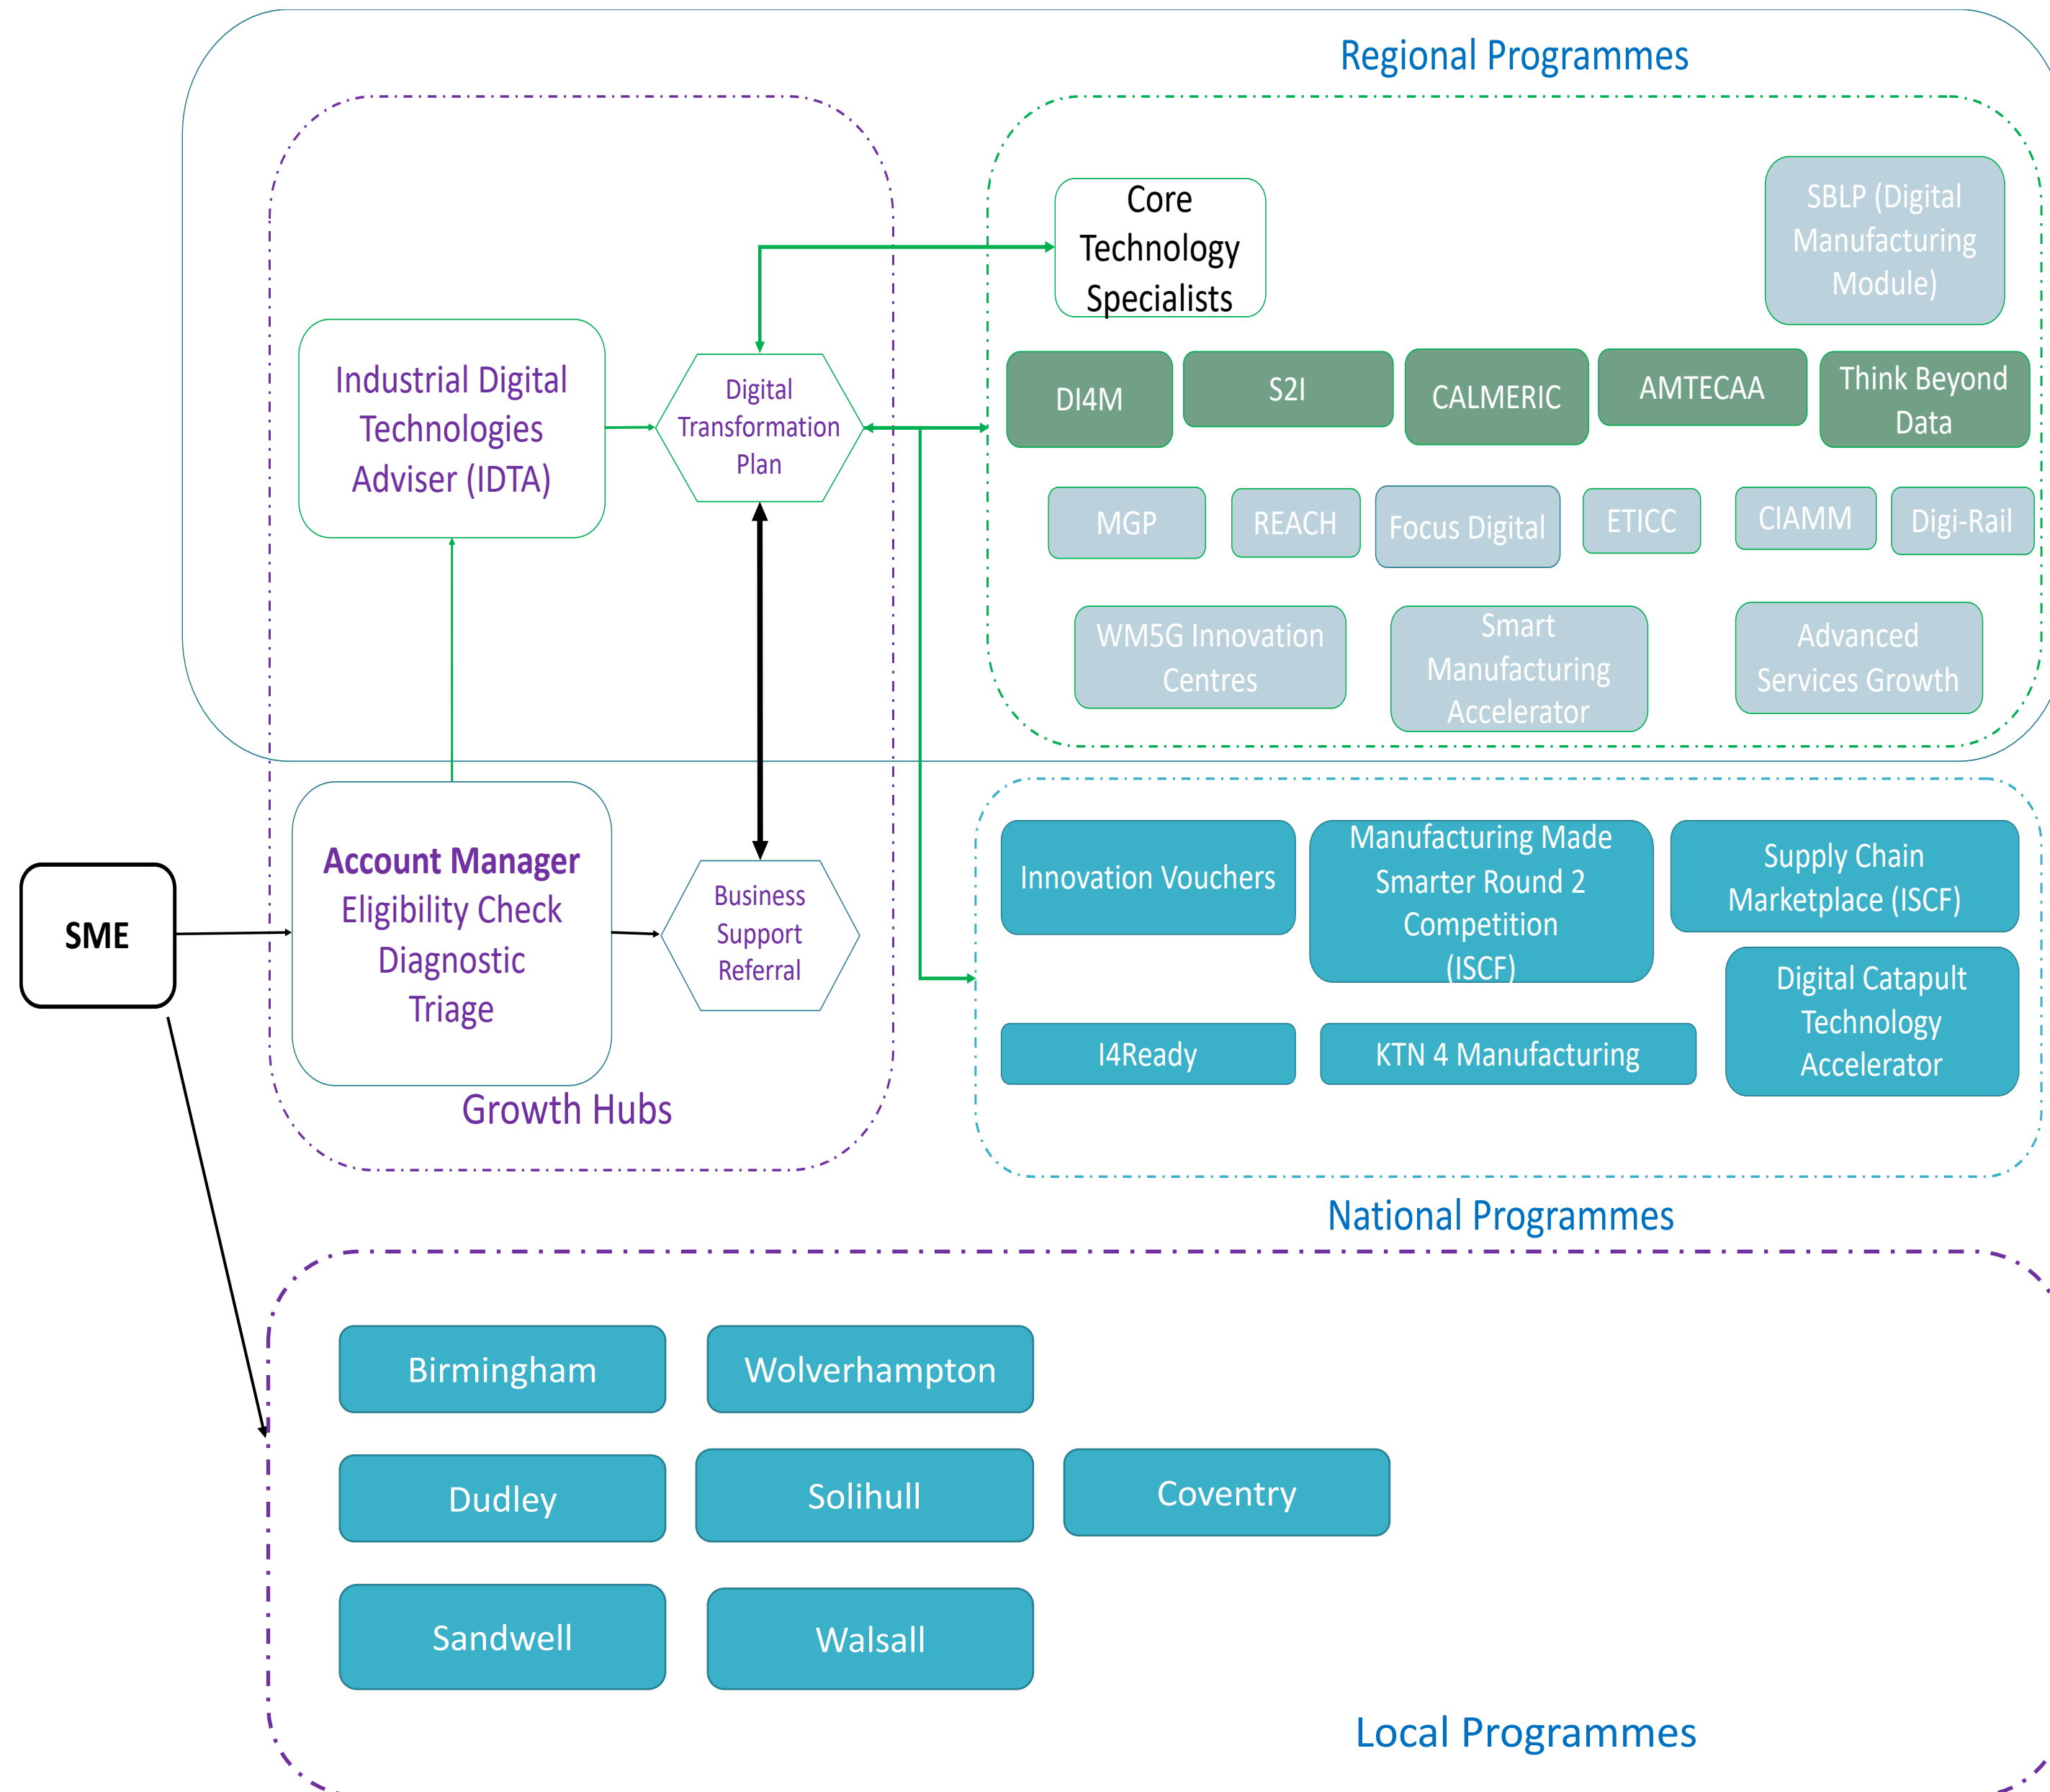 Regional Programmes
Core
Technology
Specialists
SBLP (Digital
Manufacturing
Module)
Industrial Digital
Technologies
Adviser (IDTA)
Digital
Transformation
Plan
DI4M
S2I
CALMERIC
AMTECAA
Think Beyond
Data
MGP
REACH
Focus Digital
ETICC
CIAMM
Digi-Rail
WM5G Innovation
Centres
Smart
Manufacturing
Accelerator
Advanced
Services Growth
SME
Account Manager
Eligibility Check
Diagnostic
Triage
Business
Support
Referral
Growth Hubs
Innovation Vouchers
Manufacturing Made
Smarter Round 2
Competition
(ISCF)
Supply Chain
Marketplace (ISCF)
I4Ready
KTN 4 Manufacturing
Digital Catapult
Technology
Accelerator
National Programmes
Birmingham
Wolverhampton
Dudley
Solihull
Coventry
Sandwell
Walsall
Local Programmes